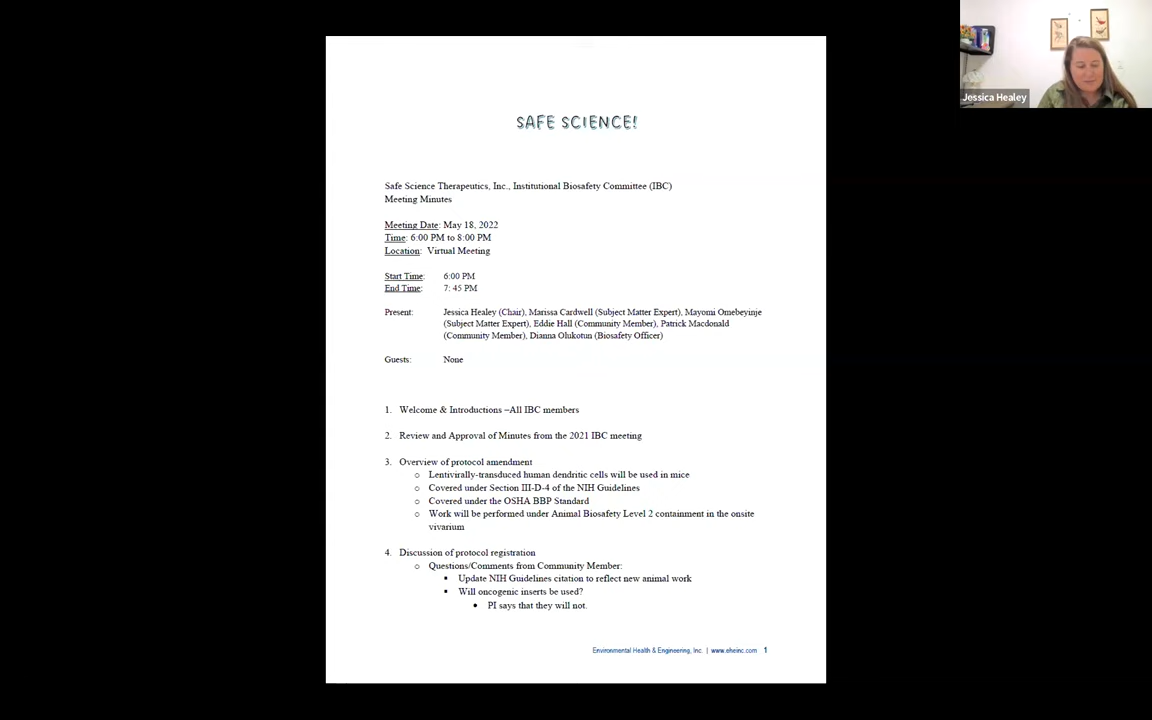 Jessica Healey
SAFE SCIENCE!
Safe Science Therapeutics, Inc., Institutional Biosafety Committee (IBC)
Meeting Minutes
Meeting Date: May 18, 2022
Time: 6:00 PM to 8:00 PM
Location: Virtual Meeting
Start Time: 6:00 PM
End Time: 7: 45 PM
Present: Jessica Healey (Chair), Marissa Cardwell (Subject Matter Expert), Mayomi Omebeyinje
(Subject Matter Expert), Eddie Hall (Community Member), Patrick Macdonald
(Community Member), Dianna Olukotun (Biosafety Officer)
Guests: None
1. Welcome & Introductions –All IBC members
2. Review and Approval of Minutes from the 2021 IBC meeting
3. Overview of protocol amendment
o Lentivirally-transduced human dendritic cells will be used in mice
o Covered under Section III-D-4 of the NIH Guidelines
o Covered under the OSHA BBP Standard
o Work will be performed under Animal Biosafety Level 2 containment in the onsite
vivarium
4. Discussion of protocol registration
o Questions/Comments from Community Member:
▪ Update NIH Guidelines citation to reflect new animal work
▪ Will oncogenic inserts be used?
• PI says that they will not.
Environmental Health & Engineering, Inc. | www.eheinc.com 1